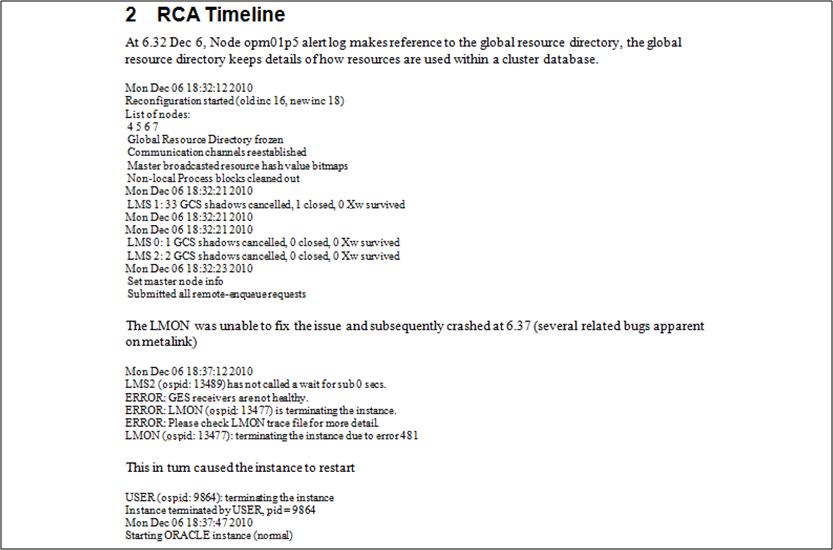 2 RCA Timeline
At 6.32 Dec 6, Node opm01p5 alert log makes reference to the global resource directory, the global
resource directory keeps details of how resources are used within a cluster database.
Mon Dec 06 18:32:12 2010
Reconfiguration started (old inc 16, new inc 18)
List of nodes:
4 5 6 7
Global Resource Directory frozen
Communication channels reestablished
Master broadcasted resource hash value bitmaps
Non-local Process blocks cleaned out
Mon Dec 06 18:32:21 2010
LMS 1: 33 GCS shadows cancelled, 1 closed, 0 Xw survived
Mon Dec 06 18:32:21 2010
Mon Dec 06 18:32:21 2010
LMS 0: 1 GCS shadows cancelled, 0 closed, 0 Xw survived
LMS 2: 2 GCS shadows cancelled, 0 closed, 0 Xw survived
Mon Dec 06 18:32:23 2010
Set master node info
Submitted all remote-enqueue requests
The LMON was unable to fix the issue and subsequently crashed at 6.37 (several related bugs apparent
on metalink)
Mon Dec 06 18:37:12 2010
LMS2 (ospid: 13489) has not called a wait for sub 0 secs.
ERROR: GES receivers are not healthy.
ERROR: LMON (ospid: 13477) is terminating the instance.
ERROR: Please check LMON trace file for more detail.
LMON (ospid: 13477): terminating the instance due to error 481
This in turn caused the instance to restart
USER (ospid: 9864): terminating the instance
Instance terminated by USER, pid = 9864
Mon Dec 06 18:37:47 2010
Starting ORACLE instance (normal)